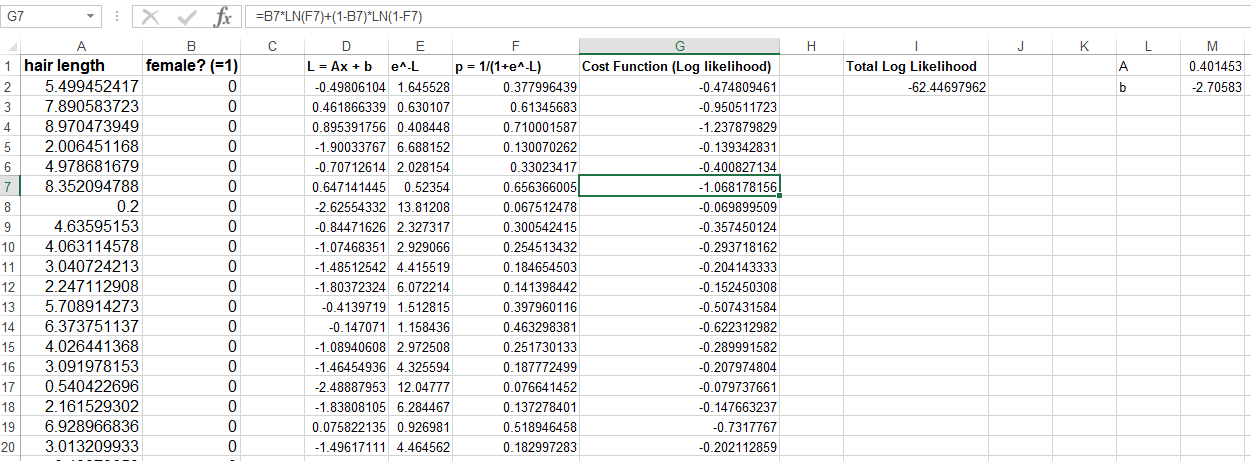 G7 fx =B7*LN(F7)+(1-B7)*LN(1-F7)
A B C D E F G H I J K L M
1 hair length female? (=1) L = Ax + b e^-L p = 1/(1+e^-L) Cost Function (Log likelihood) Total Log Likelihood A 0.401453
2 5.499452417 0 -0.49806104 1.645528 0.377996439 -0.474809461 -62.44697962 b -2.70583
3 7.890583723 0 0.461866339 0.630107 0.61345683 -0.950511723
4 8.970473949 0 0.895391756 0.408448 0.710001587 -1.237879829
5 2.006451168 0 -1.90033767 6.688152 0.130070262 -0.139342831
6 4.978681679 0 -0.70712614 2.028154 0.33023417 -0.400827134
7 8.352094788 0 0.647141445 0.52354 0.656366005 -1.068178156
8 0.2 0 -2.62554332 13.81208 0.067512478 -0.069899509
9 4.63595153 0 -0.84471626 2.327317 0.300542415 -0.357450124
10 4.063114578 0 -1.07468351 2.929066 0.254513432 -0.293718162
11 3.040724213 0 -1.48512542 4.415519 0.184654503 -0.204143333
12 2.247112908 0 -1.80372324 6.072214 0.141398442 -0.152450308
13 5.708914273 0 -0.4139719 1.512815 0.397960116 -0.507431584
14 6.373751137 0 -0.147071 1.158436 0.463298381 -0.622312982
15 4.026441368 0 -1.08940608 2.972508 0.251730133 -0.289991582
16 3.091978153 0 -1.46454936 4.325594 0.187772499 -0.207974804
17 0.540422696 0 -2.48887953 12.04777 0.076641452 -0.079737661
18 2.161529302 0 -1.83808105 6.284467 0.137278401 -0.147663237
19 6.928966836 0 0.075822135 0.926981 0.518946458 -0.7317767
20 3.013209933 0 -1.49617111 4.464562 0.182997283 -0.202112859